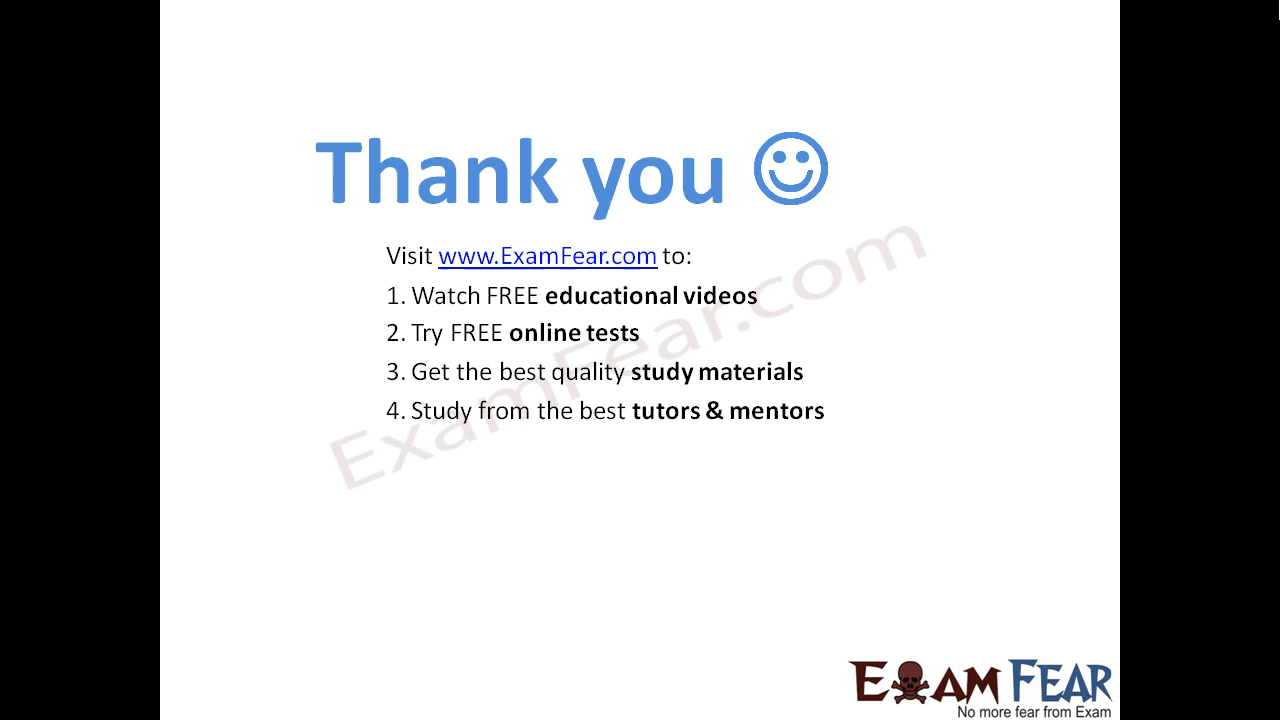 Thank you ☺
Visit www.ExamFear.com to:
1. Watch FREE educational videos
2. Try FREE online tests
3. Get the best quality study materials
4. Study from the best tutors & mentors
ExamFear.com
EXAM FEAR
No more fear from Exam